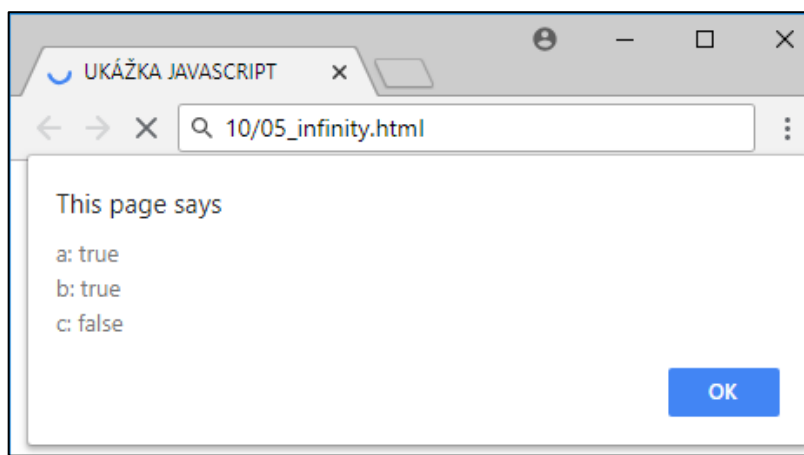 UKÁŽKA JAVASCRIPT
10/05_infinity.html
This page says
a: true
b: true
c: false
OK